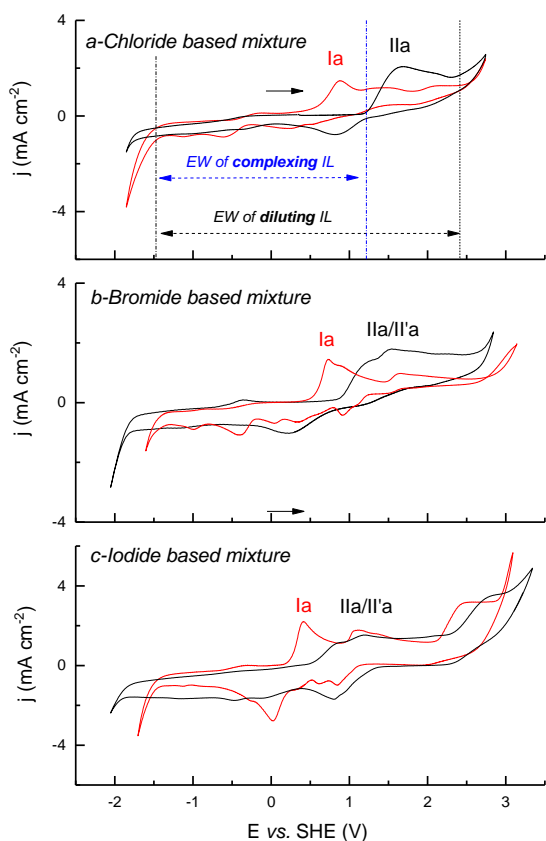 a-Chloride based mixture
Ia
IIa
EW of complexing IL
EW of diluting IL
4
0
-4
j (mA cm-2)
b-Bromide based mixture
Ia
IIa/II'a
4
0
-4
j (mA cm-2)
c-Iodide based mixture
Ia
IIa/II'a
4
0
-4
j (mA cm-2)
-2 -1 0 1 2 3
E vs. SHE (V)